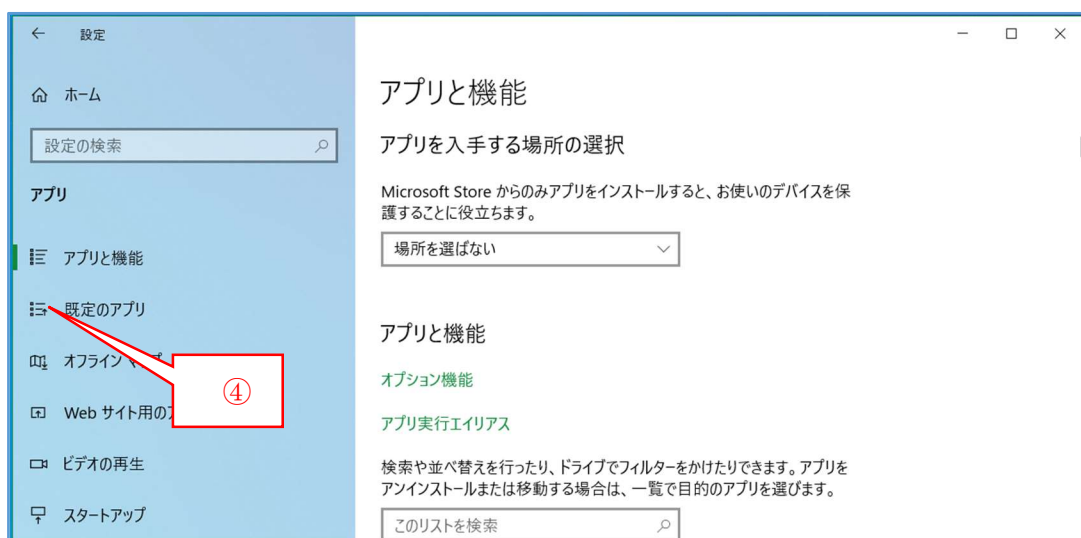 設定
ホーム
設定の検索
アプリ
アプリと機能
既定のアプリ
オフライン
Web サイト用の
ビデオの再生
スタートアップ
④
アプリと機能
アプリを入手する場所の選択
Microsoft Store からのみアプリをインストールすると、お使いのデバイスを保
護することに役立ちます。
場所を選ばない
アプリと機能
オプション機能
アプリ実行エイリアス
検索や並べ替えを行ったり、ドライブでフィルターをかけたりできます。アプリを
アンインストールまたは移動する場合は、一覧で目的のアプリを選びます。
このリストを検索